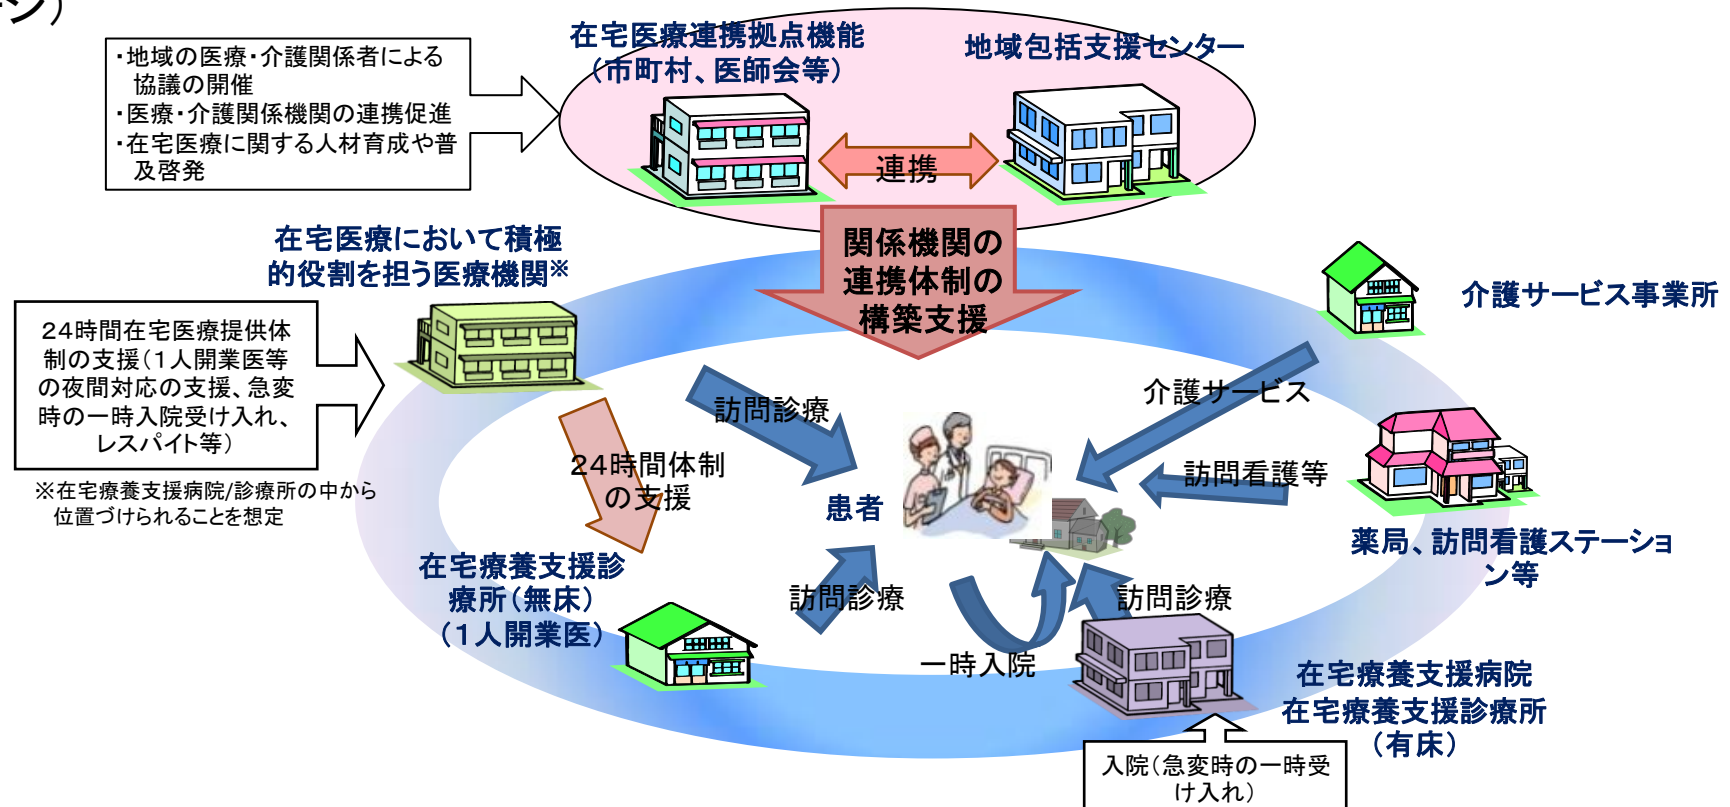 ージ）
在宅医療連携拠点機能
（市町村、医師会等）
地域包括支援センター
・地域の医療・介護関係者による
協議の開催
・医療・介護関係機関の連携促進
・在宅医療に関する人材育成や普
及啓発
連携
関係機関の
連携体制の
構築支援
在宅医療において積極
的役割を担う医療機関※
介護サービス事業所
24時間在宅医療提供体
制の支援（1人開業医等
の夜間対応の支援、急変
時の一時入院受け入れ、
レスパイト等）
※在宅療養支援病院/診療所の中から
位置づけられることを想定
訪問診療
介護サービス
24時間体制
の支援
訪問看護等
患者
薬局、訪問看護ステーショ
ン等
在宅療養支援診
療所（無床）
（1人開業医）
訪問診療
訪問診療
一時入院
在宅療養支援病院
在宅療養支援診療所
（有床）
入院（急変時の一時受
け入れ）